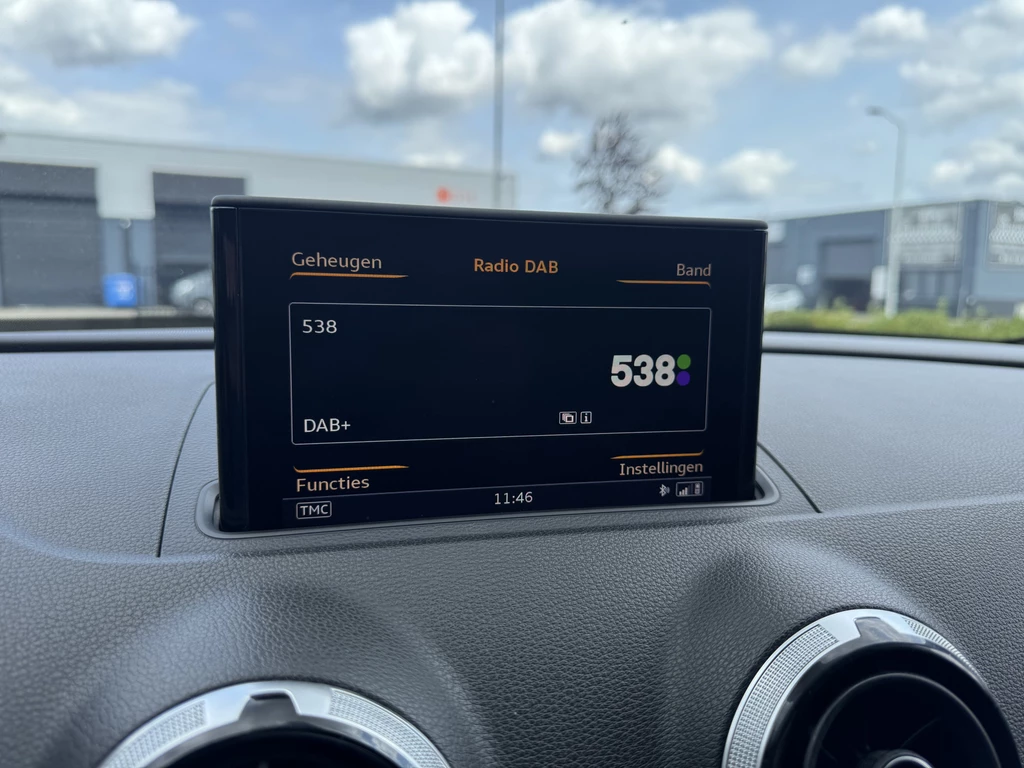 Geheugen
Radio DAB
Band
538
538
DAB+
Functies
Instellingen
TMC
11:46